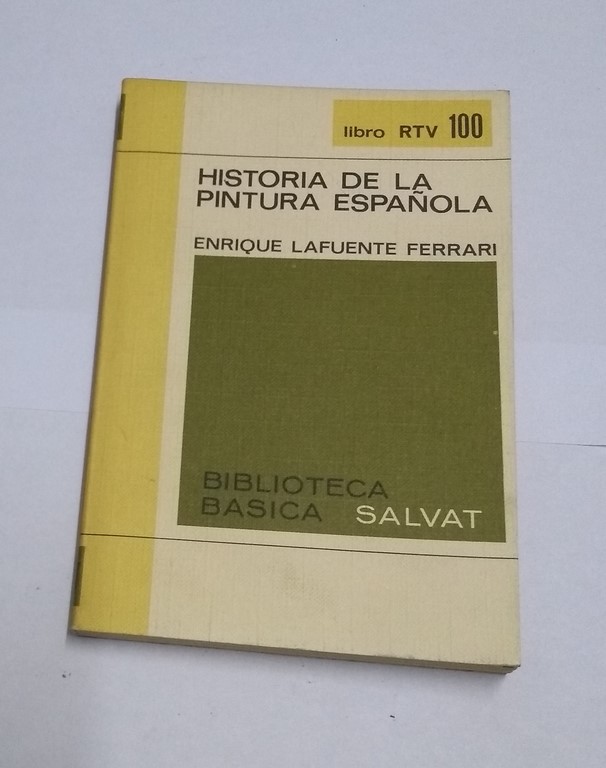 libro RTV 100
HISTORIA DE LA
PINTURA ESPAÑOLA
ENRIQUE LAFUENTE FERRARI
BIBLIOTECA
BASICA SALVAT